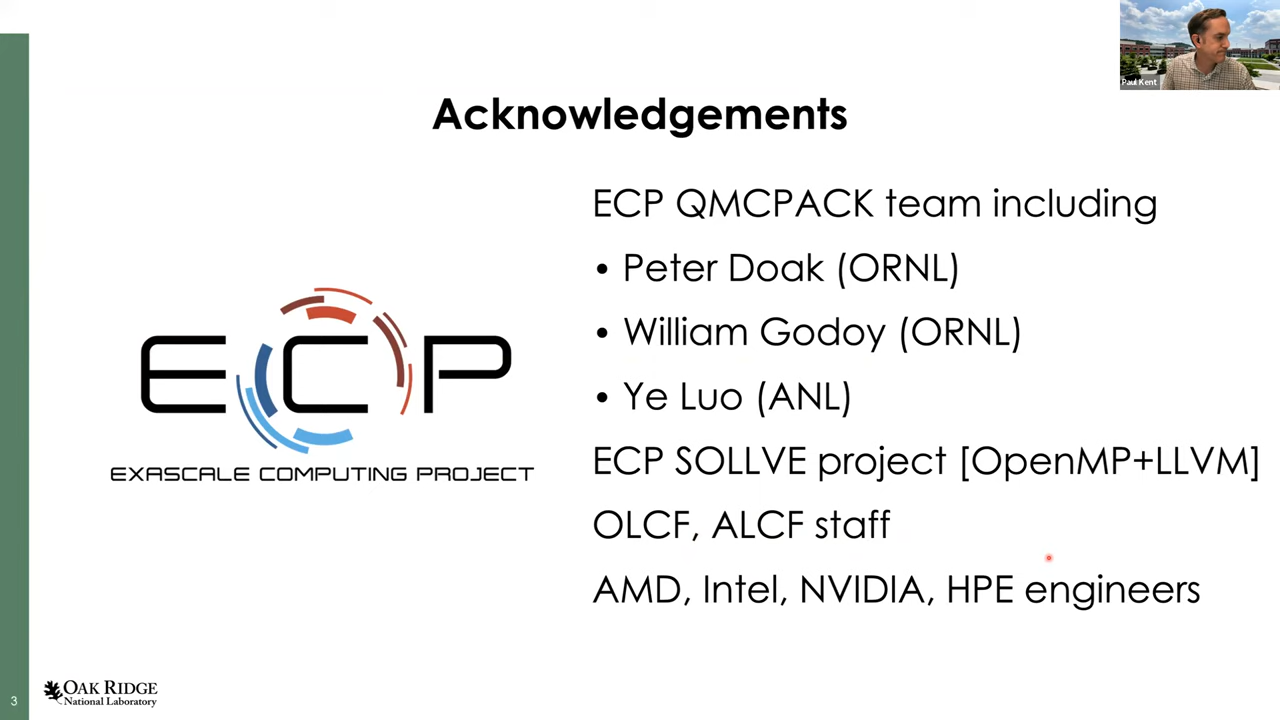 Paul Kent
Acknowledgements
ECP QMCPACK team including
• Peter Doak (ORNL)
• William Godoy (ORNL)
• Ye Luo (ANL)
ECP SOLLVE project [OpenMP+LLVM]
OLCF, ALCF staff
AMD, Intel, NVIDIA, HPE engineers
ECP
EXASCALE COMPUTING PROJECT
3
OAK RIDGE
National Laboratory